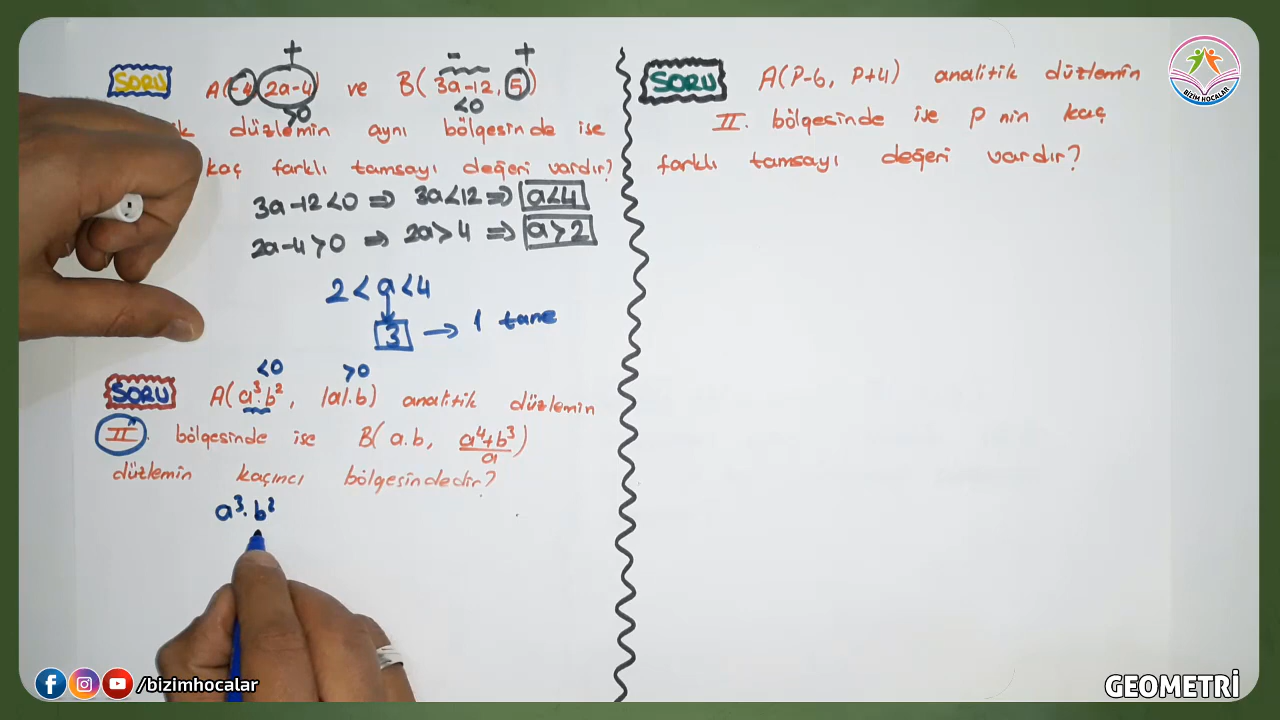 SORU A(-4, 2a-4) ve B(3a-12, 5)
+ - +
>0 <0
düzlemin aynı bölgesinde ise
kaç farklı tamsayı değeri vardır?
3a-12<0 ⇒ 3a<12 ⇒ a<4
2a-4>0 ⇒ 2a>4 ⇒ a>2
2<a<4
3 → 1 tane
<0 >0
SORU A(a³.b², |a|.b) analitik düzlemin
II. bölgesinde ise B(a.b, (a⁴+b³)/a)
düzlemin kaçıncı bölgesindedir?
a³.b²
SORU A(P-6, P+4) analitik düzlemin
II. bölgesinde ise P nin kaç
farklı tamsayı değeri vardır?
BİZİM HOCALAR
/bizimhocalar
GEOMETRİ